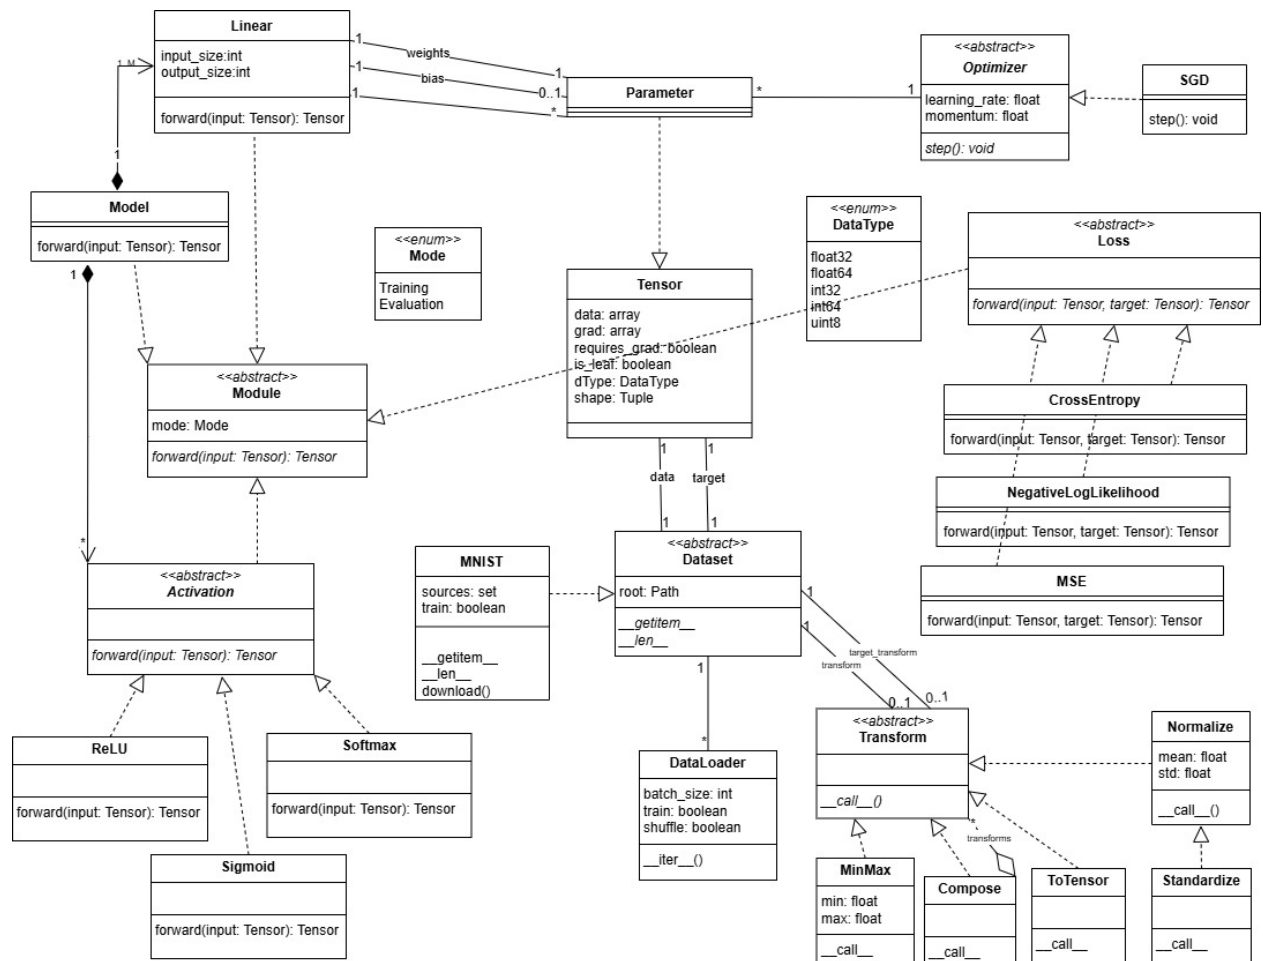 Linear
input_size:int
output_size:int
forward(input: Tensor): Tensor
1
weights
1
1
bias
0..1
1
*
Parameter
*
1
<<abstract>>
Optimizer
learning_rate: float
momentum: float
step(): void
SGD
step(): void
1
1
M
Model
forward(input: Tensor): Tensor
1
*
<<enum>>
Mode
Training
Evaluation
<<enum>>
DataType
float32
float64
int32
int64
uint8
<<abstract>>
Loss
forward(input: Tensor, target: Tensor): Tensor
Tensor
data: array
grad: array
requires_grad: boolean
is_leaf: boolean
dType: DataType
shape: Tuple
<<abstract>>
Module
mode: Mode
forward(input: Tensor): Tensor
CrossEntropy
forward(input: Tensor, target: Tensor): Tensor
NegativeLogLikelihood
forward(input: Tensor, target: Tensor): Tensor
MSE
forward(input: Tensor, target: Tensor): Tensor
1
data
1
1
target
1
<<abstract>>
Dataset
root: Path
__getitem__
__len__
MNIST
sources: set
train: boolean
__getitem__
__len__
download()
<<abstract>>
Activation
forward(input: Tensor): Tensor
ReLU
forward(input: Tensor): Tensor
Softmax
forward(input: Tensor): Tensor
Sigmoid
forward(input: Tensor): Tensor
1
*
DataLoader
batch_size: int
train: boolean
shuffle: boolean
__iter__()
1
target_transform
0..1
1
transform
0..1
<<abstract>>
Transform
__call__()
Normalize
mean: float
std: float
__call__()
*
transforms
MinMax
min: float
max: float
__call__
Compose
__call__
ToTensor
__call__
Standardize
__call__